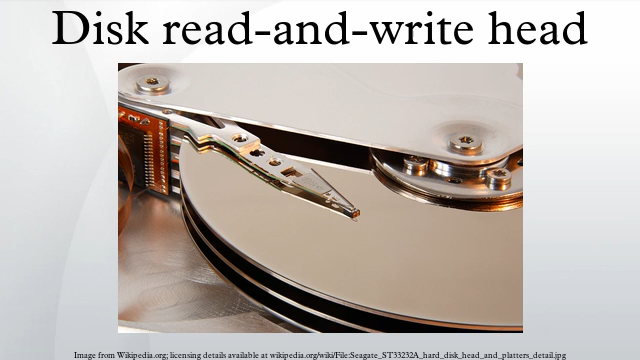 Disk read-and-write head
Image from Wikipedia.org; licensing details available at wikipedia.org/wiki/File:Seagate_ST33232A_hard_disk_head_and_platters_detail.jpg